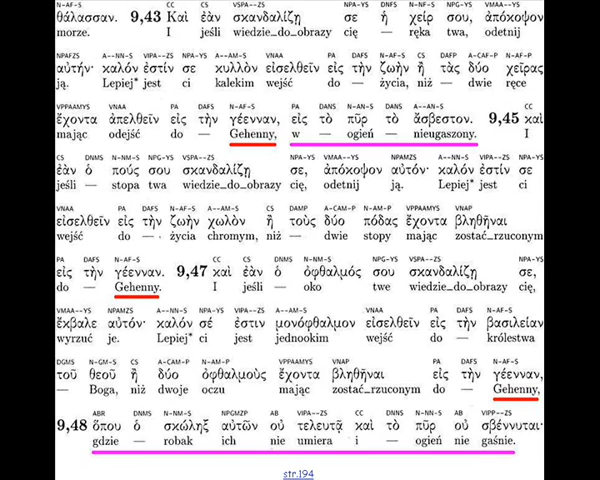 N-AF-S CC CS VSPA--ZS NPA-YS DNFS N-NF-S NPG-YS VMAA--YS
θάλασσαν. 9,43 Καὶ ἐὰν σκανδαλίζῃ σε ἡ χείρ σου, ἀπόκοψον
morze. I jeśli wiedzie_do_obrazy cię – ręka twa, odetnij
NPAFZS A--NN-S VIPA--ZS NPA-YS A--AM-S VNAA PA DAFS N-AF-S CS DAFP A-CAF-P N-AF-P
αὐτήν· καλόν ἐστίν σε κυλλὸν εἰσελθεῖν εἰς τὴν ζωὴν ἢ τὰς δύο χεῖρας
ją. Lepiej* jest ci kalekim wejść do – życia, niż – dwie ręce
VPPAAMYS VNAA PA DAFS N-AF-S PA DANS N-AN-S DANS A--AN-S CC
ἔχοντα ἀπελθεῖν εἰς τὴν γέενναν, εἰς τὸ πῦρ τὸ ἄσβεστον. 9,45 καὶ
mając odejść do – Gehenny, w – ogień – nieugaszony. I
CS DNMS N-NM-S NPG-YS VSPA--ZS NPA-YS VMAA--YS NPAMZS A--NN-S VIPA--ZS NPA-YS
ἐὰν ὁ πούς σου σκανδαλίζῃ σε, ἀπόκοψον αὐτόν· καλόν ἐστίν σε
jeśli – stopa twa wiedzie_do_obrazy cię, odetnij ją. Lepiej* jest ci
VNAA PA DAFS N-AF-S A--AM-S CS DAMP A-CAM-P N-AM-P VPPAAMYS VNAP
εἰσελθεῖν εἰς τὴν ζωὴν χωλὸν ἢ τοὺς δύο πόδας ἔχοντα βληθῆναι
wejść do – życia chromym, niż – dwie stopy mając zostać_rzuconym
PA DAFS N-AF-S CC CS DNMS N-NM-S NPG-YS VSPA--ZS NPA-YS
εἰς τὴν γέενναν. 9,47 καὶ ἐὰν ὁ ὀφθαλμός σου σκανδαλίζῃ σε,
do – Gehenny. I jeśli – oko twe wiedzie_do_obrazy cię,
VMAA--YS NPAMZS A--NN-S NPA-YS VIPA--ZS A--AM-S VNAA PA DAFS N-AF-S
ἔκβαλε αὐτόν· καλόν σέ ἐστιν μονόφθαλμον εἰσελθεῖν εἰς τὴν βασιλείαν
wyrzuć je. Lepiej* ci jest jednookim wejść do – królestwa
DGMS N-GM-S CS A-CAM-P N-AM-P VPPAAMYS VNAP PA DAFS N-AF-S
τοῦ θεοῦ ἢ δύο ὀφθαλμοὺς ἔχοντα βληθῆναι εἰς τὴν γέενναν,
– Boga, niż dwoje oczu mając zostać_rzuconym do – Gehenny,
ABR DNMS N-NM-S NPGMZP AB VIPA--ZS CC DNNS N-NN-S AB VIPP--ZS
9,48 ὅπου ὁ σκώληξ αὐτῶν οὐ τελευτᾷ καὶ τὸ πῦρ οὐ σβέννυται·
gdzie – robak ich nie umiera i – ogień nie gaśnie.
str.194